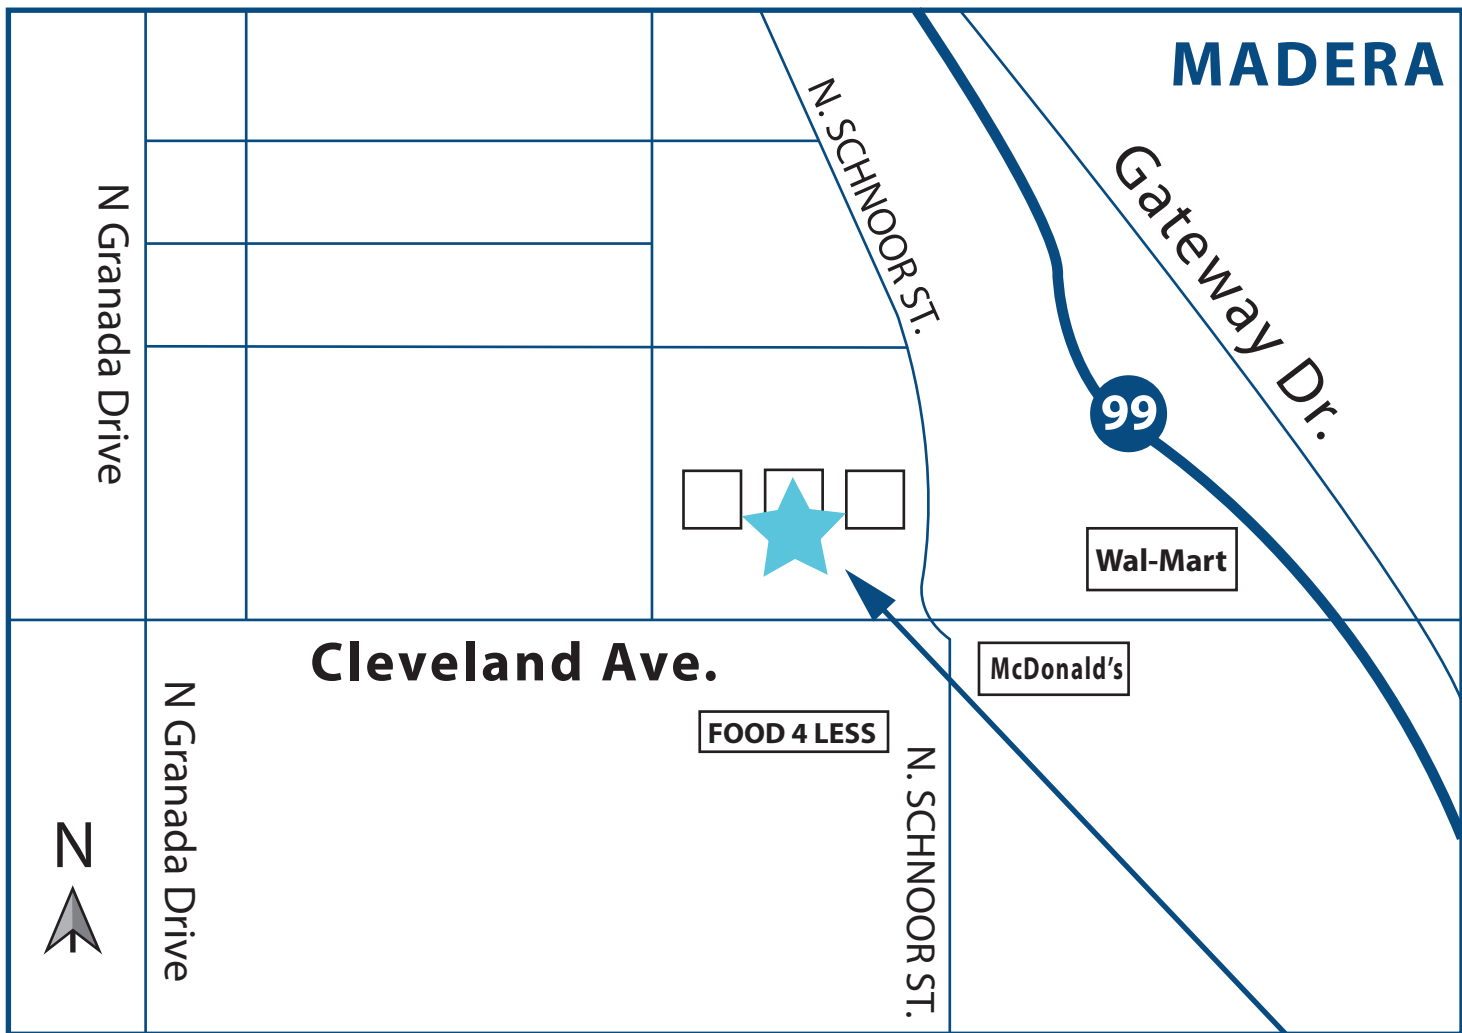 MADERA
N. SCHNOOR ST.
Gateway Dr.
N Granada Drive
99
Wal-Mart
Cleveland Ave.
McDonald's
FOOD 4 LESS
N Granada Drive
N. SCHNOOR ST.
N